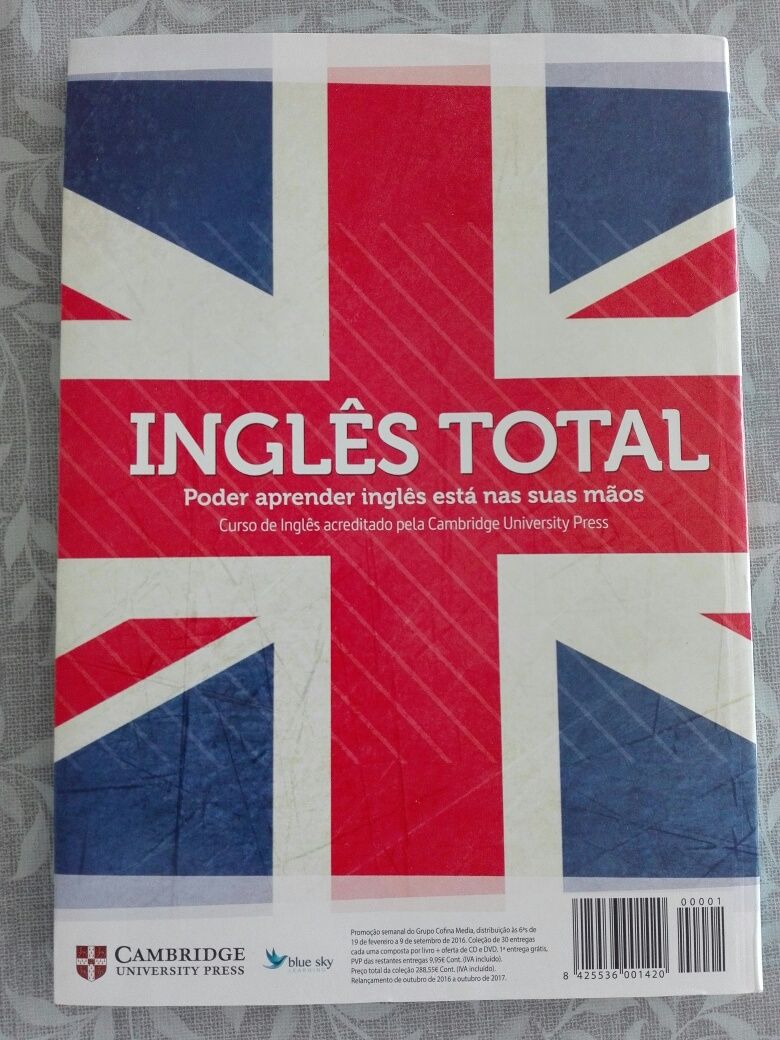 INGLÊS TOTAL
Poder aprender inglês está nas suas mãos
Curso de Inglês acreditado pela Cambridge University Press
CAMBRIDGE
UNIVERSITY PRESS
blue sky
LEARNING
Promoção semanal do Grupo Cofina Media, distribuição às 6ªs de
19 de fevereiro a 9 de setembro de 2016. Coleção de 30 entregas
cada uma composta por livro + oferta de CD e DVD. 1ª entrega grátis,
PVP das restantes entregas 9,95€ Cont. (IVA incluído).
Preço total da coleção 288,55€ Cont. (IVA incluído).
Relançamento de outubro de 2016 a outubro de 2017.
00001
8 425536 001420